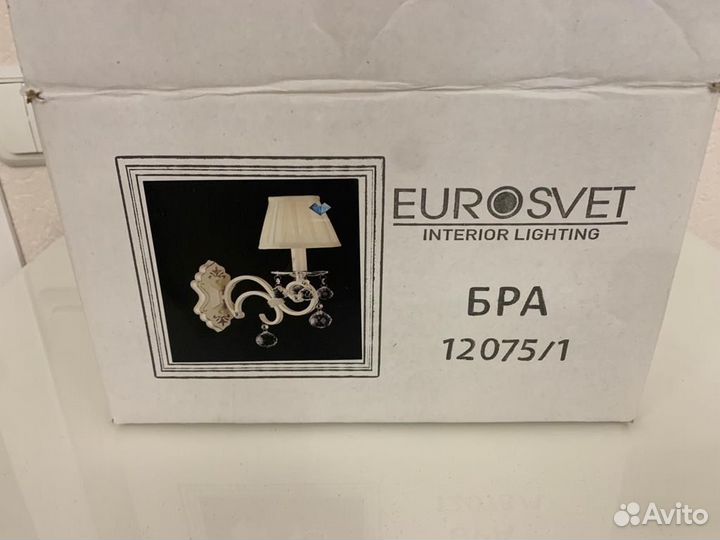 EUROSVET
INTERIOR LIGHTING
БРА
12075/1
Avito